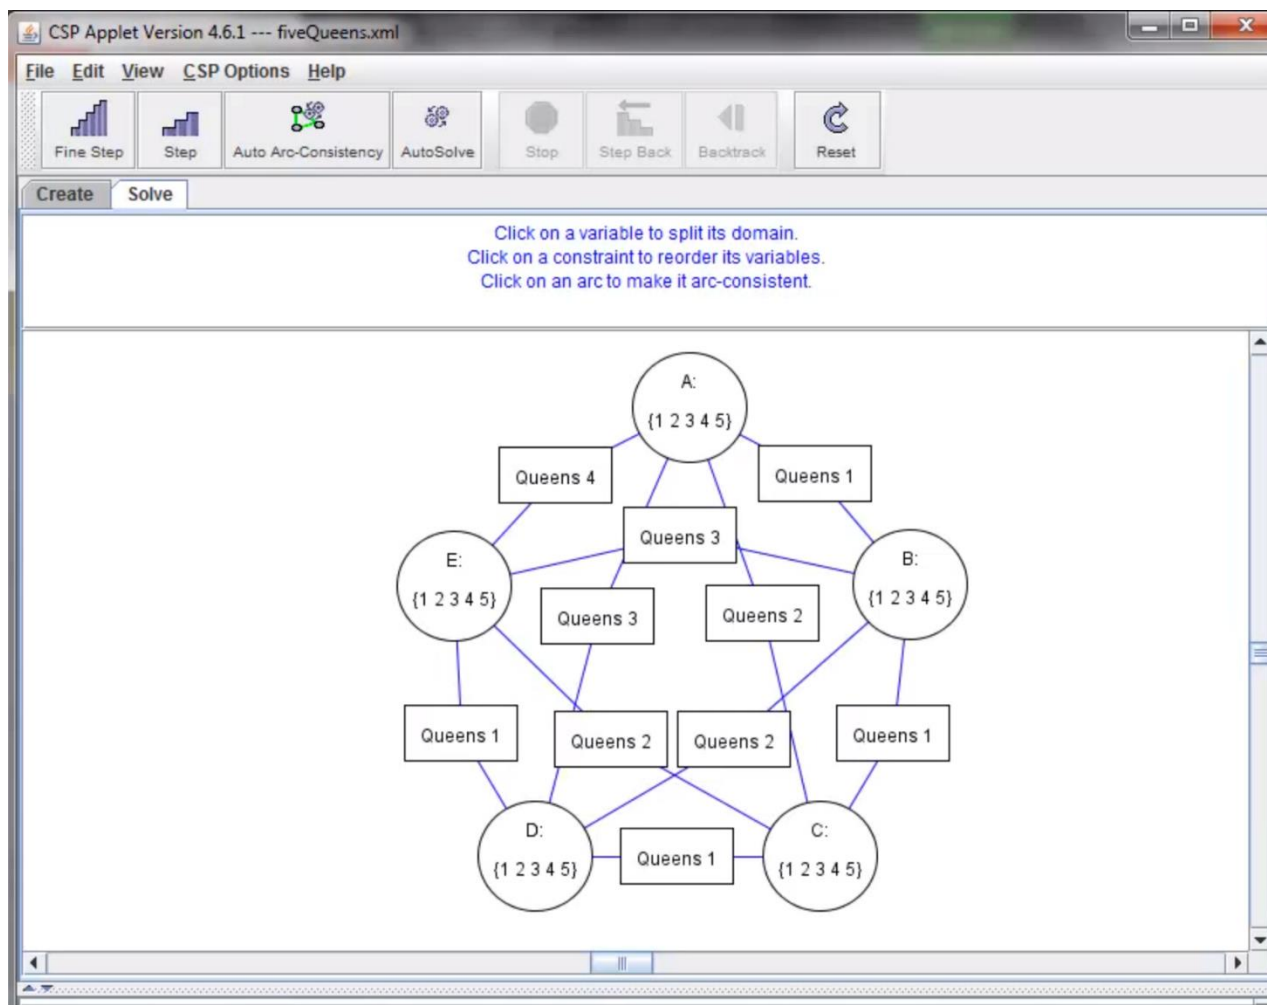 CSP Applet Version 4.6.1 --- fiveQueens.xml
File Edit View CSP Options Help
Fine Step Step Auto Arc-Consistency AutoSolve Stop Step Back Backtrack Reset
Create Solve
Click on a variable to split its domain.
Click on a constraint to reorder its variables.
Click on an arc to make it arc-consistent.
A:
{1 2 3 4 5}
Queens 4
Queens 1
Queens 3
E:
{1 2 3 4 5}
B:
{1 2 3 4 5}
Queens 3
Queens 2
Queens 1
Queens 2
Queens 2
Queens 1
D:
{1 2 3 4 5}
Queens 1
C:
{1 2 3 4 5}